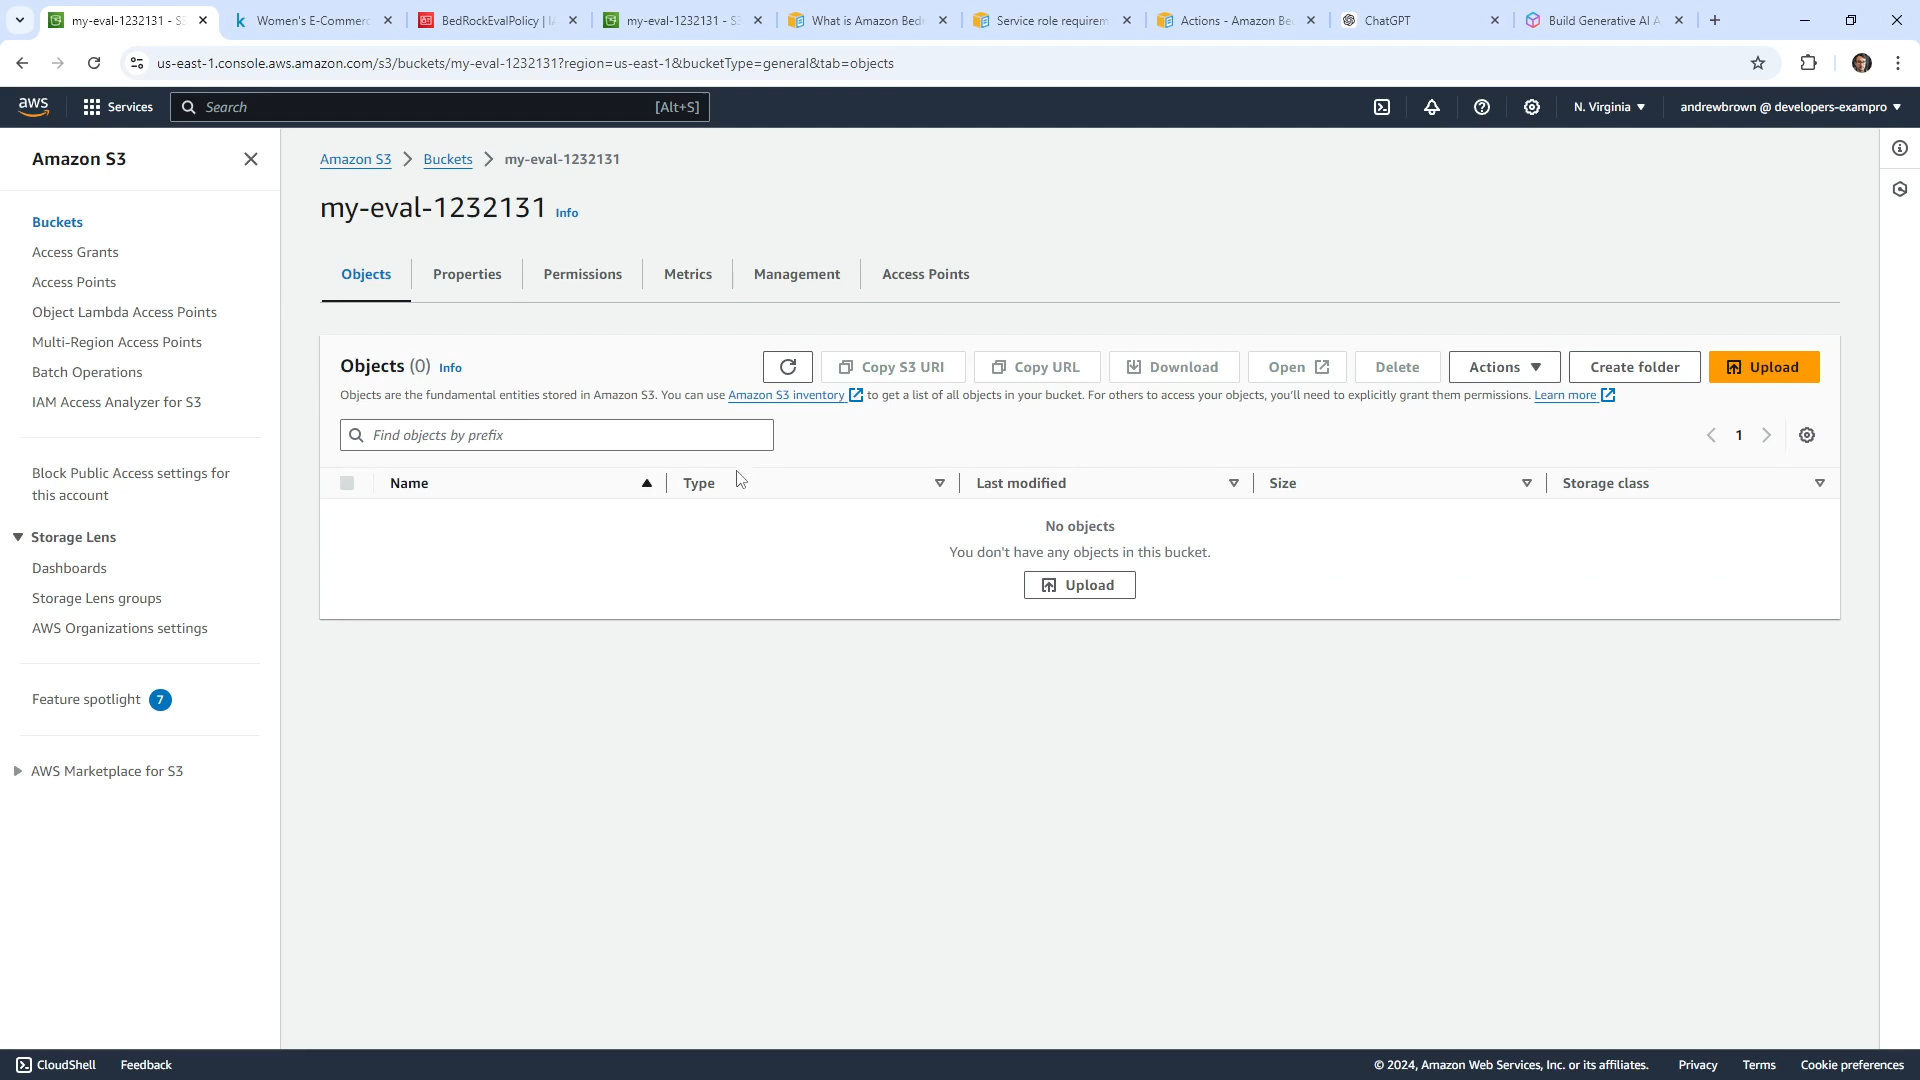 my-eval-1232131 - S3
Women's E-Commerc
BedRockEvalPolicy | IA
my-eval-1232131 - S3
What is Amazon Bedr
Service role requirem
Actions - Amazon Be
ChatGPT
Build Generative AI A
us-east-1.console.aws.amazon.com/s3/buckets/my-eval-1232131?region=us-east-1&bucketType=general&tab=objects
aws
Services
Search
[Alt+S]
N. Virginia
andrewbrown @ developers-exampro
Amazon S3
Buckets
Access Grants
Access Points
Object Lambda Access Points
Multi-Region Access Points
Batch Operations
IAM Access Analyzer for S3
Block Public Access settings for
this account
Storage Lens
Dashboards
Storage Lens groups
AWS Organizations settings
Feature spotlight 7
AWS Marketplace for S3
Amazon S3 > Buckets > my-eval-1232131
my-eval-1232131 Info
Objects Properties Permissions Metrics Management Access Points
Objects (0) Info
Copy S3 URI Copy URL Download Open Delete Actions Create folder Upload
Objects are the fundamental entities stored in Amazon S3. You can use Amazon S3 inventory to get a list of all objects in your bucket. For others to access your objects, you'll need to explicitly grant them permissions. Learn more
Find objects by prefix
1
Name Type Last modified Size Storage class
No objects
You don't have any objects in this bucket.
Upload
CloudShell Feedback
© 2024, Amazon Web Services, Inc. or its affiliates. Privacy Terms Cookie preferences